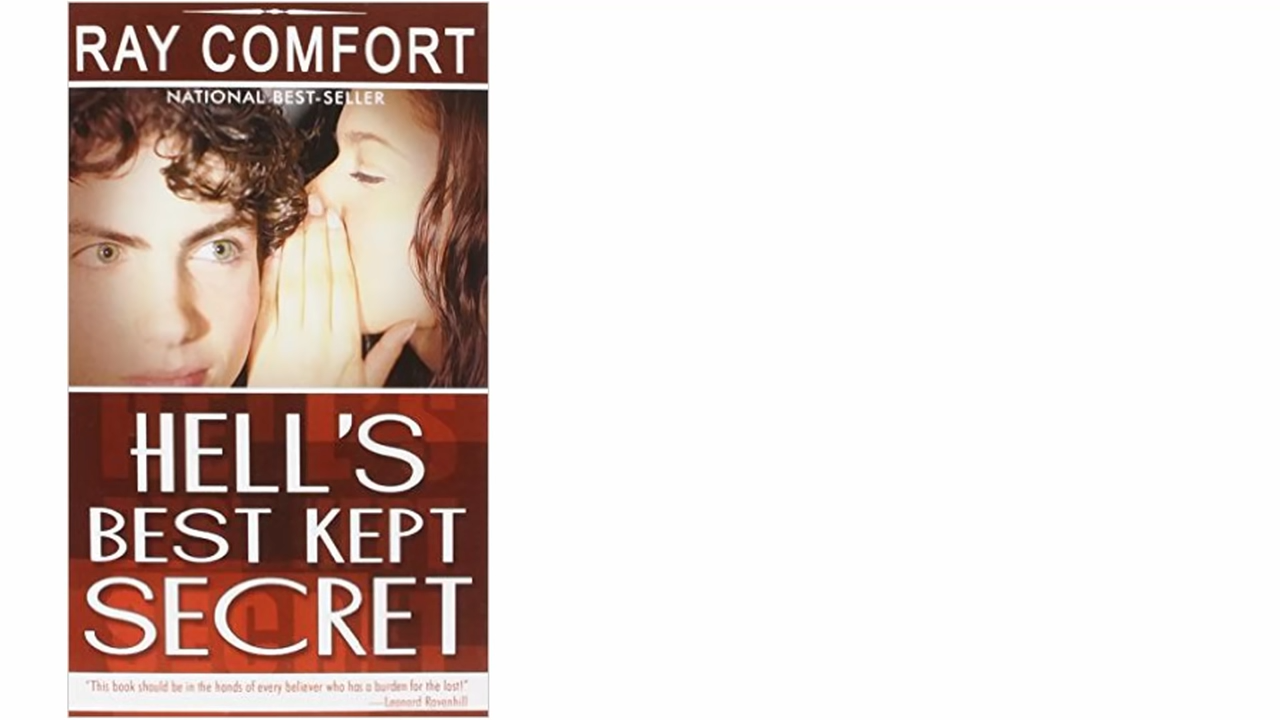 RAY COMFORT
NATIONAL BEST-SELLER
HELL'S
BEST KEPT
SECRET
"This book should be in the hands of every believer who has a burden for the lost!"
—Leonard Ravenhill